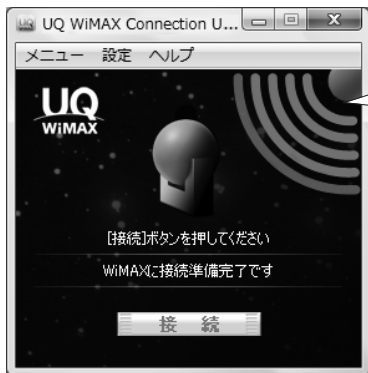 UQ WiMAX Connection U...
メニュー 設定 ヘルプ
UQ
WiMAX
[接続]ボタンを押してください
WiMAXに接続準備完了です
接 続